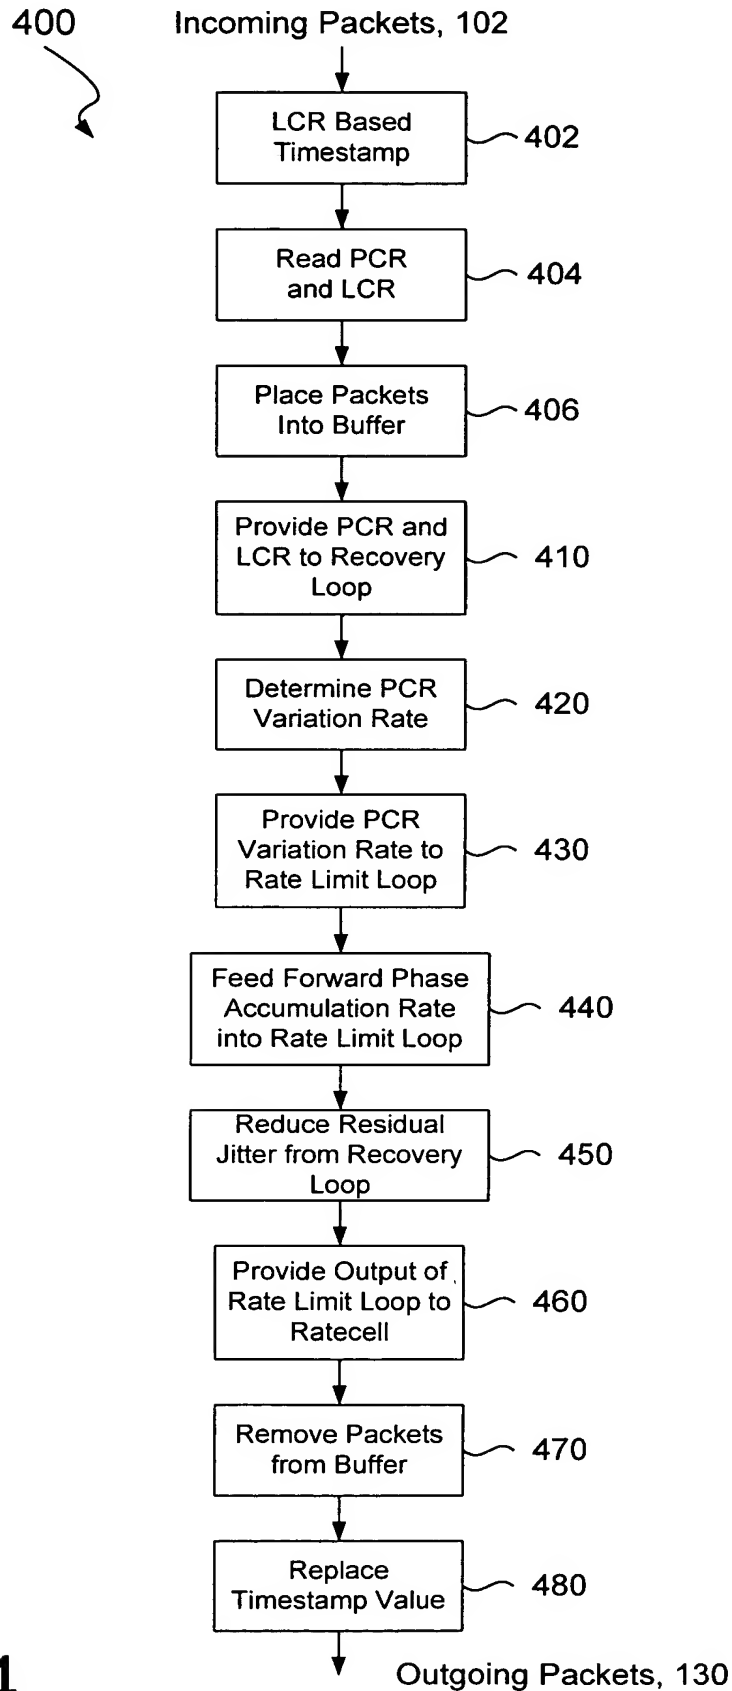 400
Incoming Packets, 102
LCR Based
Timestamp
402
Read PCR
and LCR
404
Place Packets
Into Buffer
406
Provide PCR and
LCR to Recovery
Loop
410
Determine PCR
Variation Rate
420
Provide PCR
Variation Rate to
Rate Limit Loop
430
Feed Forward Phase
Accumulation Rate
into Rate Limit Loop
440
Reduce Residual
Jitter from Recovery
Loop
450
Provide Output of
Rate Limit Loop to
Ratecell
460
Remove Packets
from Buffer
470
Replace
Timestamp Value
480
Outgoing Packets, 130